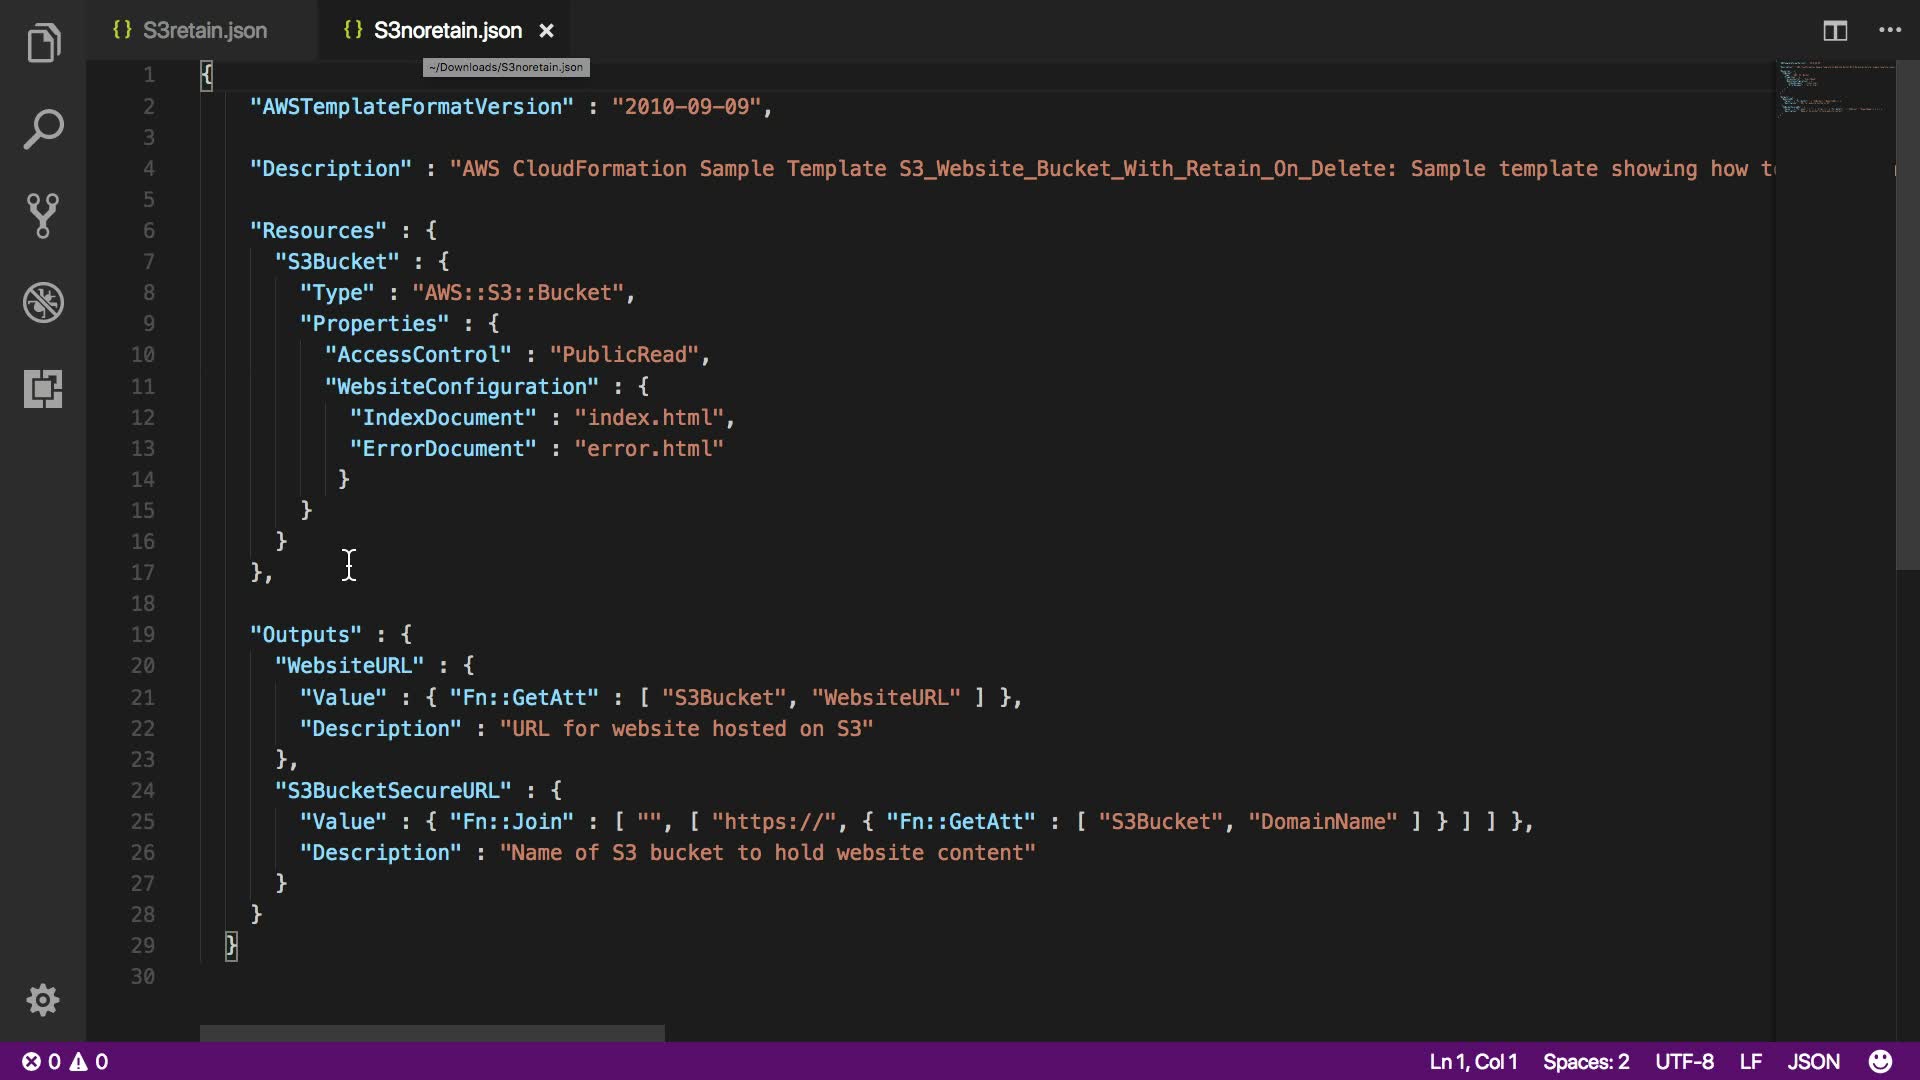 {} S3retain.json {} S3noretain.json ×
~/Downloads/S3noretain.json
1 {
2 "AWSTemplateFormatVersion" : "2010-09-09",
3
4 "Description" : "AWS CloudFormation Sample Template S3_Website_Bucket_With_Retain_On_Delete: Sample template showing how
5
6 "Resources" : {
7 "S3Bucket" : {
8 "Type" : "AWS::S3::Bucket",
9 "Properties" : {
10 "AccessControl" : "PublicRead",
11 "WebsiteConfiguration" : {
12 "IndexDocument" : "index.html",
13 "ErrorDocument" : "error.html"
14 }
15 }
16 }
17 },
18
19 "Outputs" : {
20 "WebsiteURL" : {
21 "Value" : { "Fn::GetAtt" : [ "S3Bucket", "WebsiteURL" ] },
22 "Description" : "URL for website hosted on S3"
23 },
24 "S3BucketSecureURL" : {
25 "Value" : { "Fn::Join" : [ "", [ "https://", { "Fn::GetAtt" : [ "S3Bucket", "DomainName" ] } ] ] },
26 "Description" : "Name of S3 bucket to hold website content"
27 }
28 }
29 }
30
0 0 Ln 1, Col 1 Spaces: 2 UTF-8 LF JSON